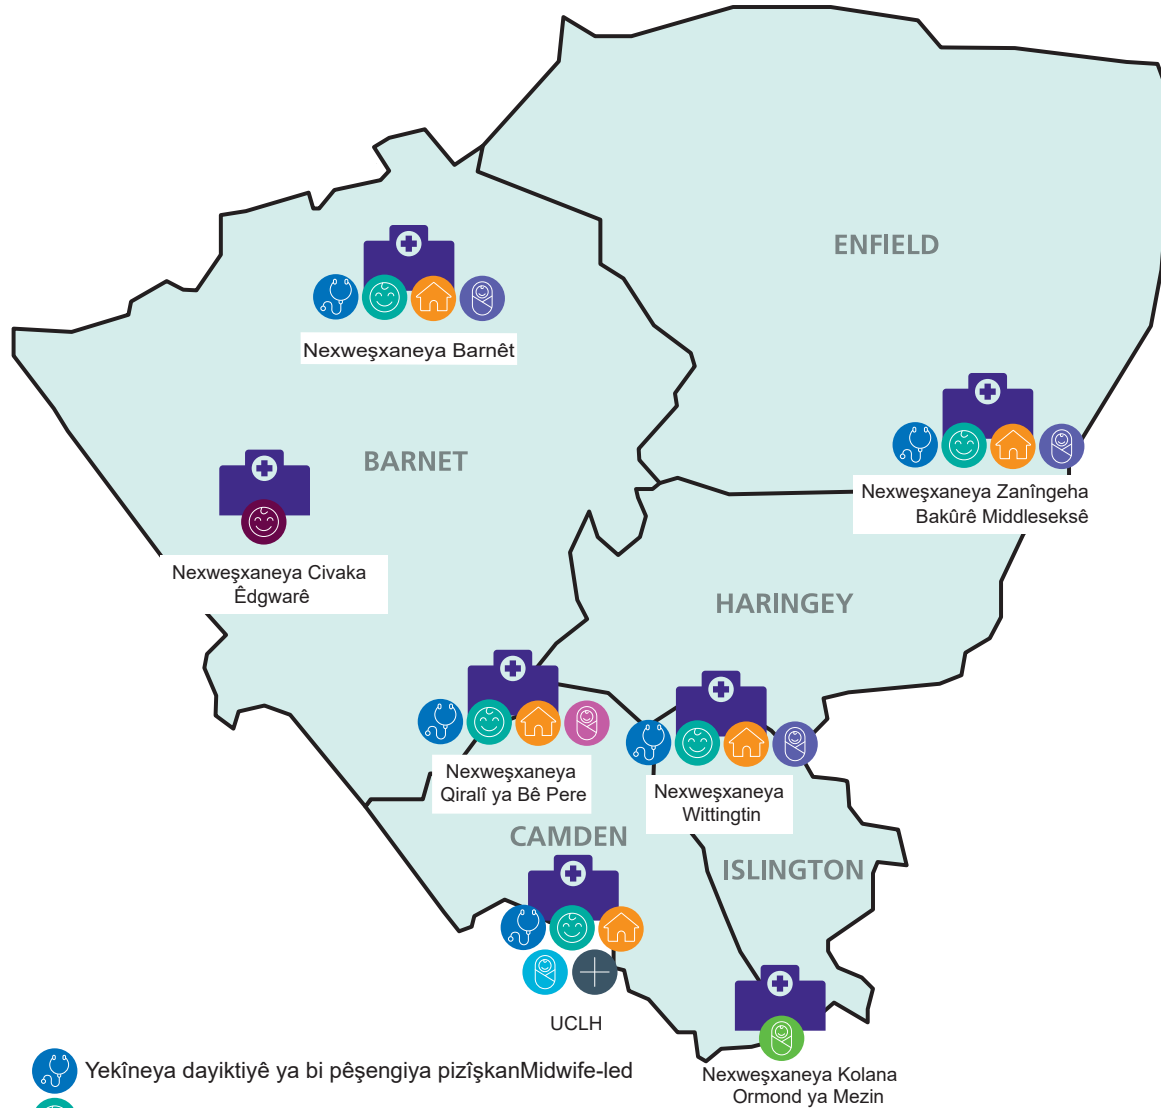 ENFIELD
Nexweşxaneya Barnêt
BARNET
Nexweşxaneya Zanîngeha
Bakûrê Middleseksê
Nexweşxaneya Civaka
Êdgwarê
HARINGEY
Nexweşxaneya
Qiralî ya Bê Pere
Nexweşxaneya
Wittingtin
CAMDEN
ISLINGTON
UCLH
Yekîneya dayiktiyê ya bi pêşengiya pizîşkanMidwife-led
Nexweşxaneya Kolana
Ormond ya Mezin